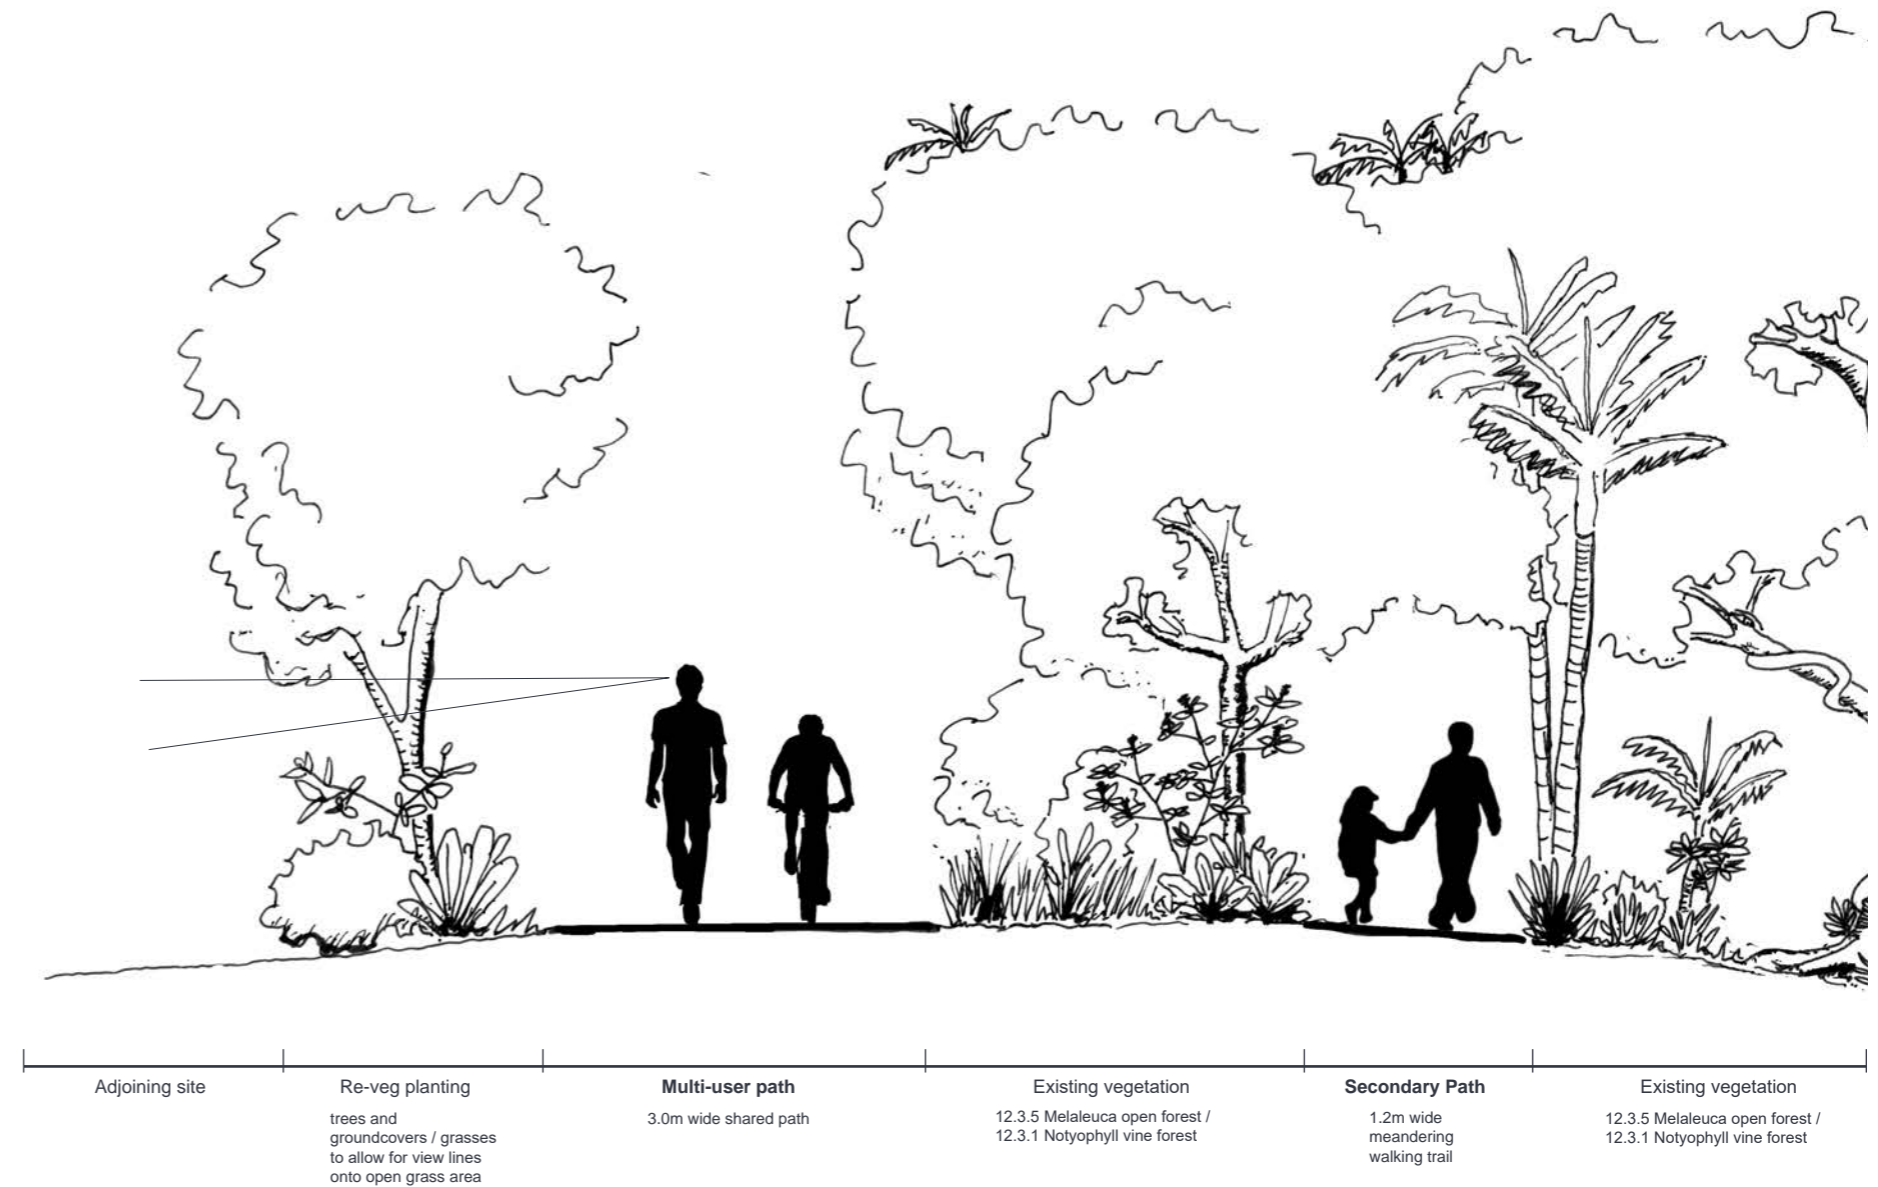 Adjoining site
Re-veg planting
trees and
groundcovers / grasses
to allow for view lines
onto open grass area
Multi-user path
3.0m wide shared path
Existing vegetation
12.3.5 Melaleuca open forest /
12.3.1 Notyophyll vine forest
Secondary Path
1.2m wide
meandering
walking trail
Existing vegetation
12.3.5 Melaleuca open forest /
12.3.1 Notyophyll vine forest